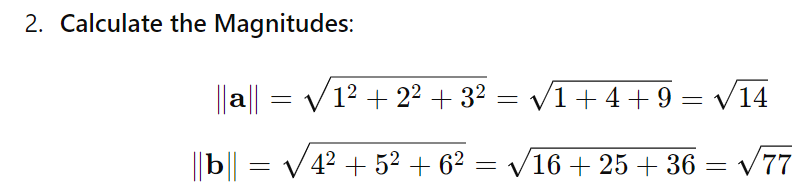 2. Calculate the Magnitudes:
||a|| = √(1² + 2² + 3²) = √(1 + 4 + 9) = √14
||b|| = √(4² + 5² + 6²) = √(16 + 25 + 36) = √77